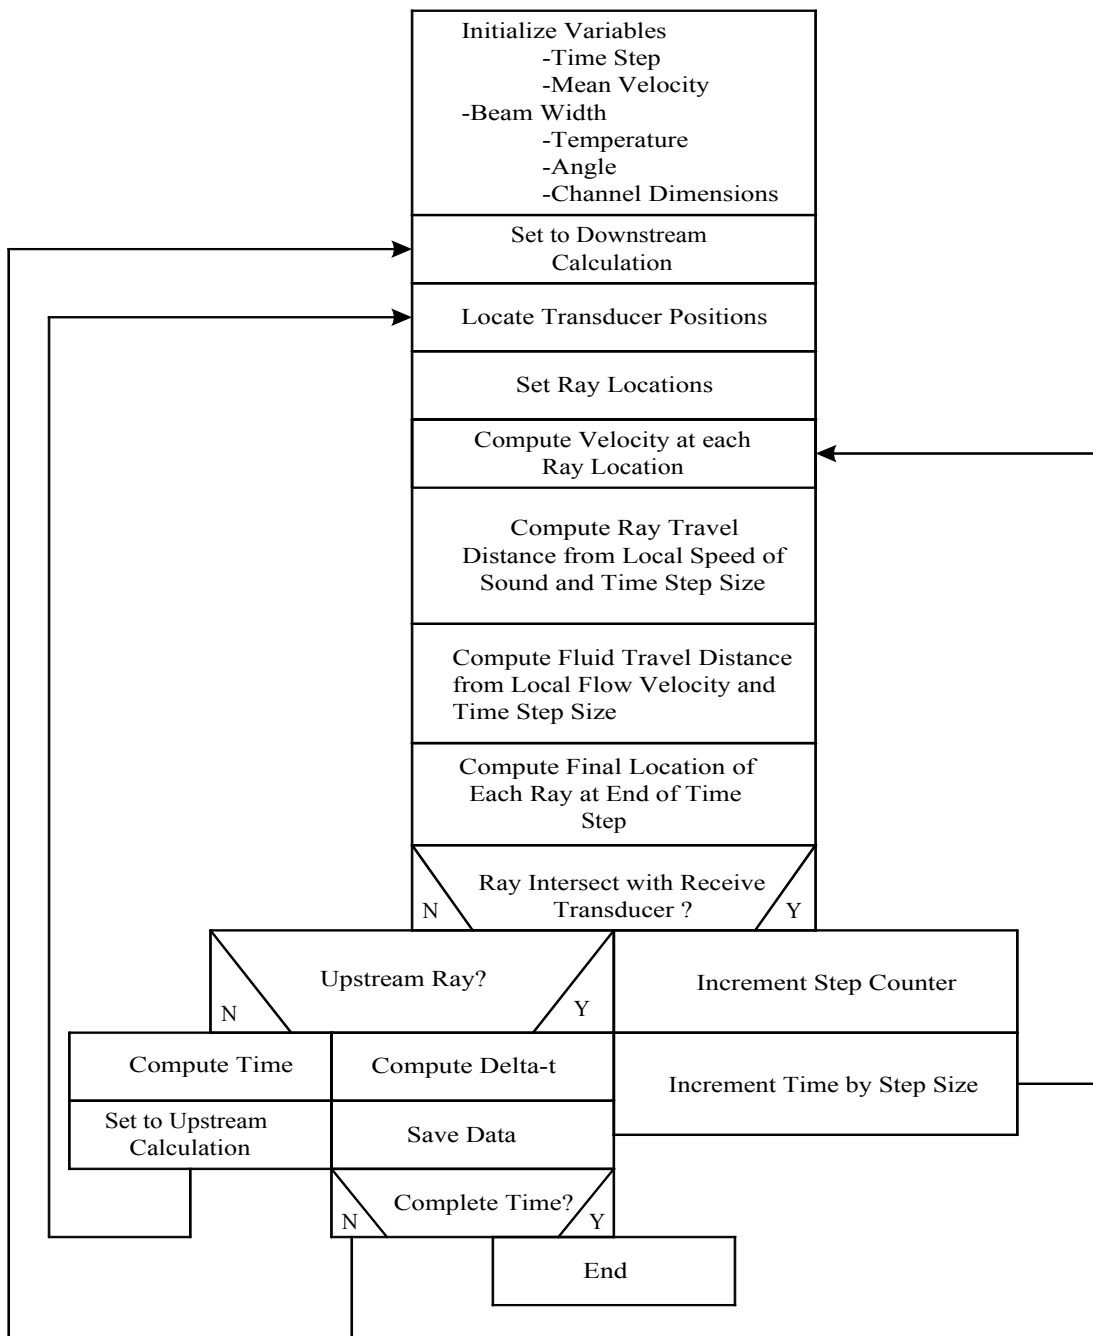 Initialize Variables
-Time Step
-Mean Velocity
-Beam Width
-Temperature
-Angle
-Channel Dimensions
Set to Downstream
Calculation
Locate Transducer Positions
Set Ray Locations
Compute Velocity at each
Ray Location
Compute Ray Travel
Distance from Local Speed of
Sound and Time Step Size
Compute Fluid Travel Distance
from Local Flow Velocity and
Time Step Size
Compute Final Location of
Each Ray at End of Time
Step
Ray Intersect with Receive
Transducer ?
N
Y
Upstream Ray?
N
Y
Increment Step Counter
Compute Time
Compute Delta-t
Increment Time by Step Size
Set to Upstream
Calculation
Save Data
Complete Time?
N
Y
End